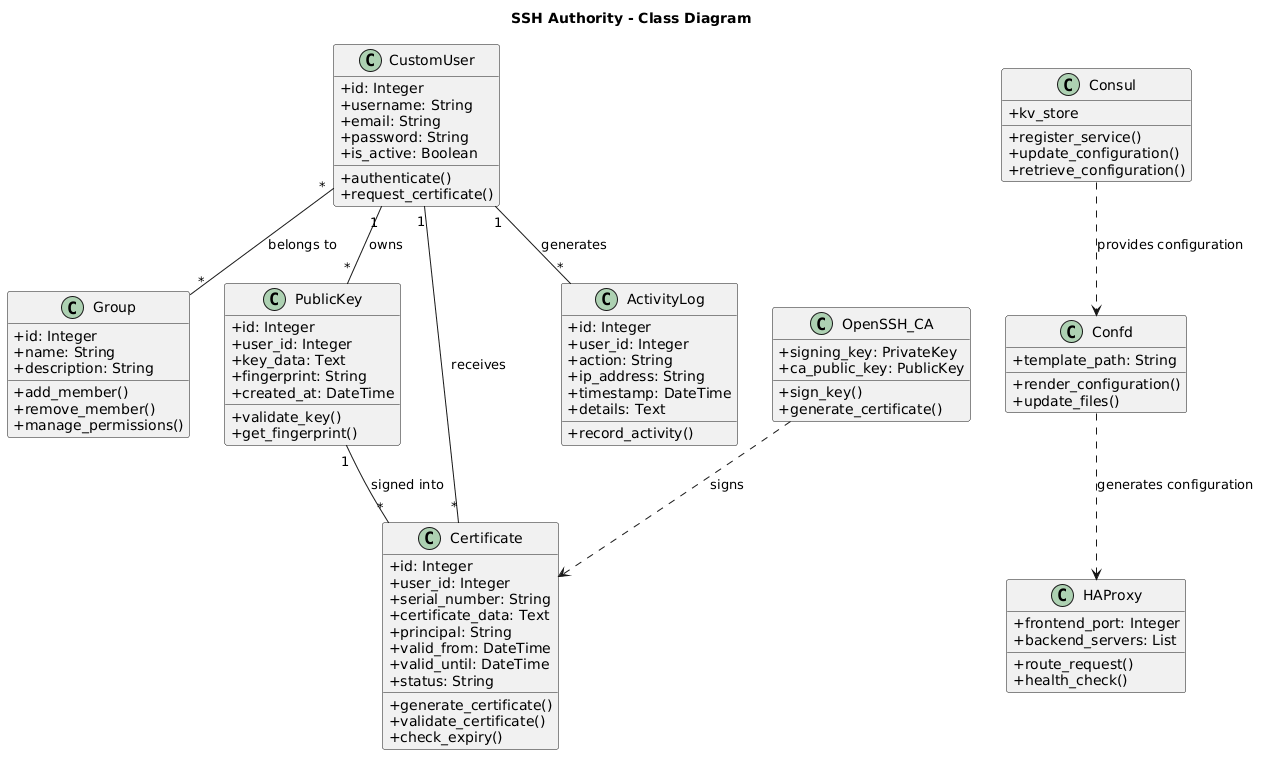 SSH Authority - Class Diagram
C CustomUser
+id: Integer
+username: String
+email: String
+password: String
+is_active: Boolean
+authenticate()
+request_certificate()
C Consul
+kv_store
+register_service()
+update_configuration()
+retrieve_configuration()
*
1
1
1
belongs to
owns
generates
provides configuration
*
*
*
C Group
+id: Integer
+name: String
+description: String
+add_member()
+remove_member()
+manage_permissions()
C PublicKey
+id: Integer
+user_id: Integer
+key_data: Text
+fingerprint: String
+created_at: DateTime
+validate_key()
+get_fingerprint()
receives
C ActivityLog
+id: Integer
+user_id: Integer
+action: String
+ip_address: String
+timestamp: DateTime
+details: Text
+record_activity()
C OpenSSH_CA
+signing_key: PrivateKey
+ca_public_key: PublicKey
+sign_key()
+generate_certificate()
C Confd
+template_path: String
+render_configuration()
+update_files()
1
signed into
signs
generates configuration
*
*
C Certificate
+id: Integer
+user_id: Integer
+serial_number: String
+certificate_data: Text
+principal: String
+valid_from: DateTime
+valid_until: DateTime
+status: String
+generate_certificate()
+validate_certificate()
+check_expiry()
C HAProxy
+frontend_port: Integer
+backend_servers: List
+route_request()
+health_check()